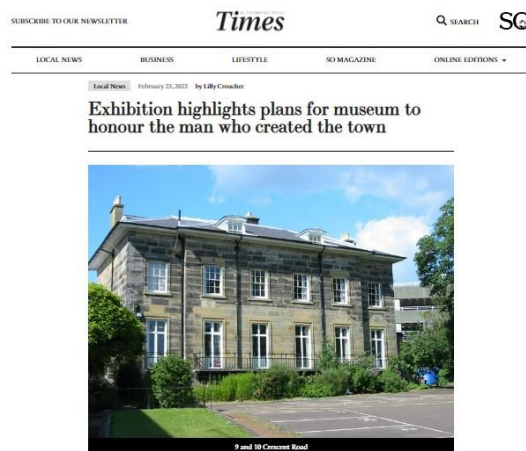 SUBSCRIBE TO OUR NEWSLETTER
Times
SEARCH
SO
LOCAL NEWS BUSINESS LIFESTYLE SO MAGAZINE ONLINE EDITIONS
Local News February 23, 2023 by Lilly Croucher
Exhibition highlights plans for museum to
honour the man who created the town
9 and 10 Crescent Road